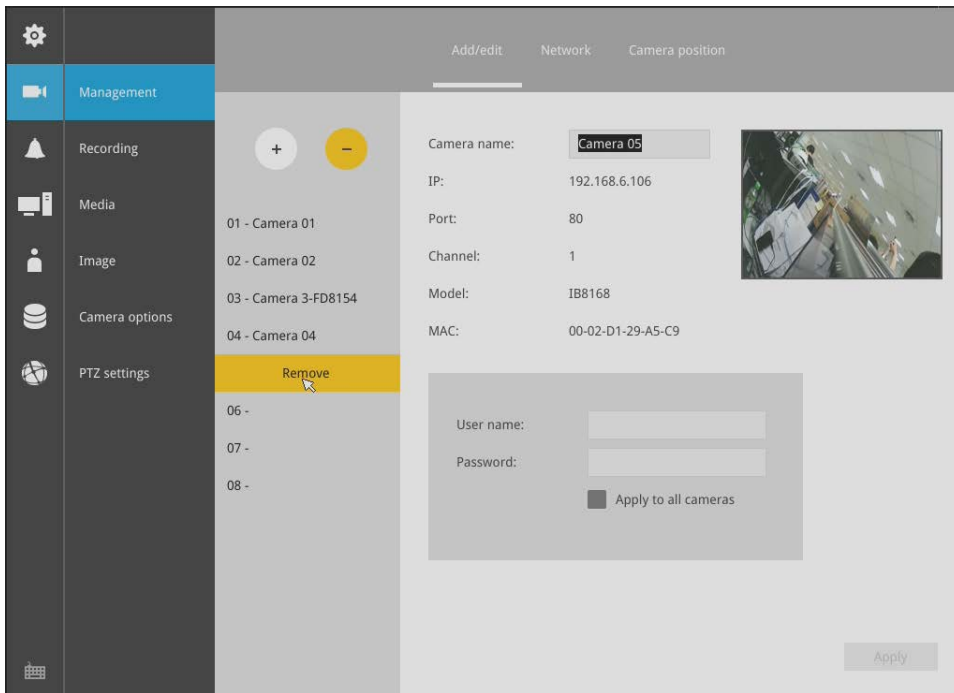 Add/edit Network Camera position
Management
Recording
Media
Image
Camera options
PTZ settings
+ −
01 - Camera 01
02 - Camera 02
03 - Camera 3-FD8154
04 - Camera 04
Remove
06 -
07 -
08 -
Camera name: Camera 05
IP: 192.168.6.106
Port: 80
Channel: 1
Model: IB8168
MAC: 00-02-D1-29-A5-C9
User name:
Password:
Apply to all cameras
Apply